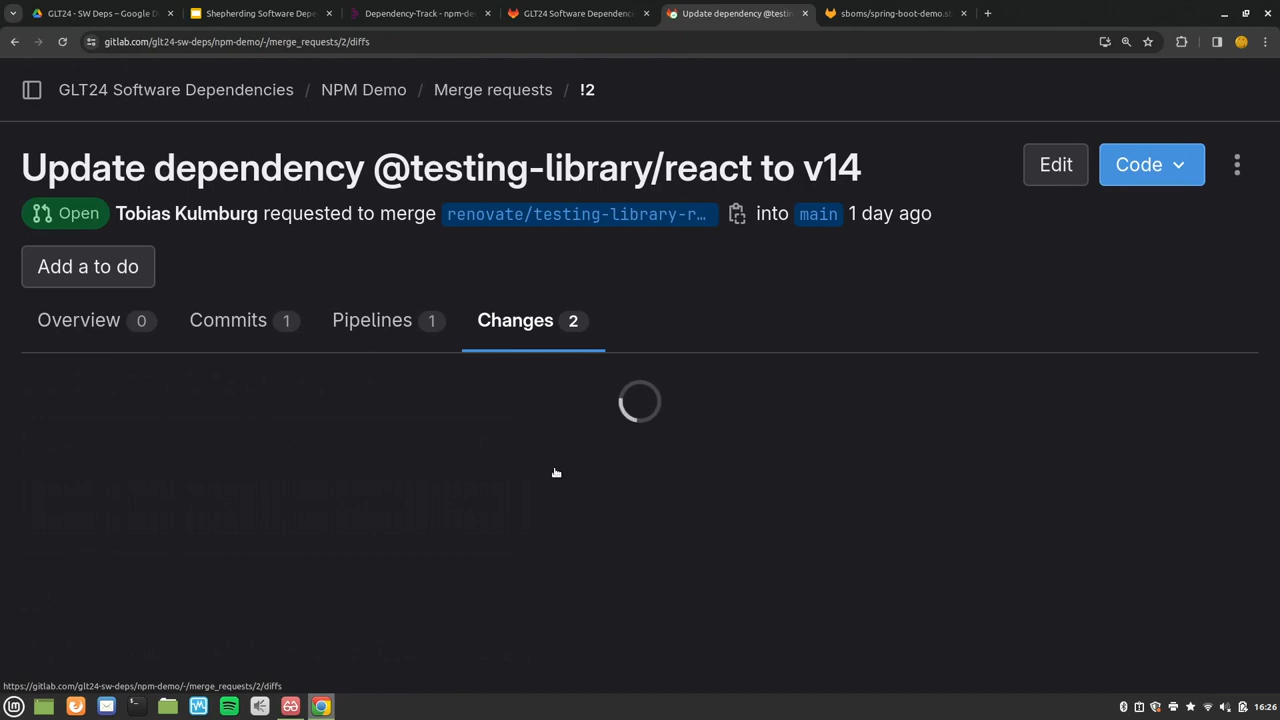 GLT24 - SW Deps – Google D
Shepherding Software Depe
Dependency-Track - npm-de
GLT24 Software Dependenc
Update dependency @testin
sboms/spring-boot-demo.s
gitlab.com/glt24-sw-deps/npm-demo/-/merge_requests/2/diffs
GLT24 Software Dependencies / NPM Demo / Merge requests / !2
Update dependency @testing-library/react to v14
Edit
Code
Open Tobias Kulmburg requested to merge renovate/testing-library-r… into main 1 day ago
Add a to do
Overview 0 Commits 1 Pipelines 1 Changes 2
https://gitlab.com/glt24-sw-deps/npm-demo/-/merge_requests/2/diffs
16:26